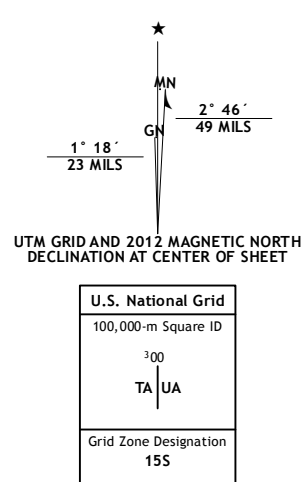 ★
MN
GN
2° 46´
49 MILS
1° 18´
23 MILS
UTM GRID AND 2012 MAGNETIC NORTH
DECLINATION AT CENTER OF SHEET
U.S. National Grid
100,000-m Square ID
³00
TA UA
Grid Zone Designation
15S